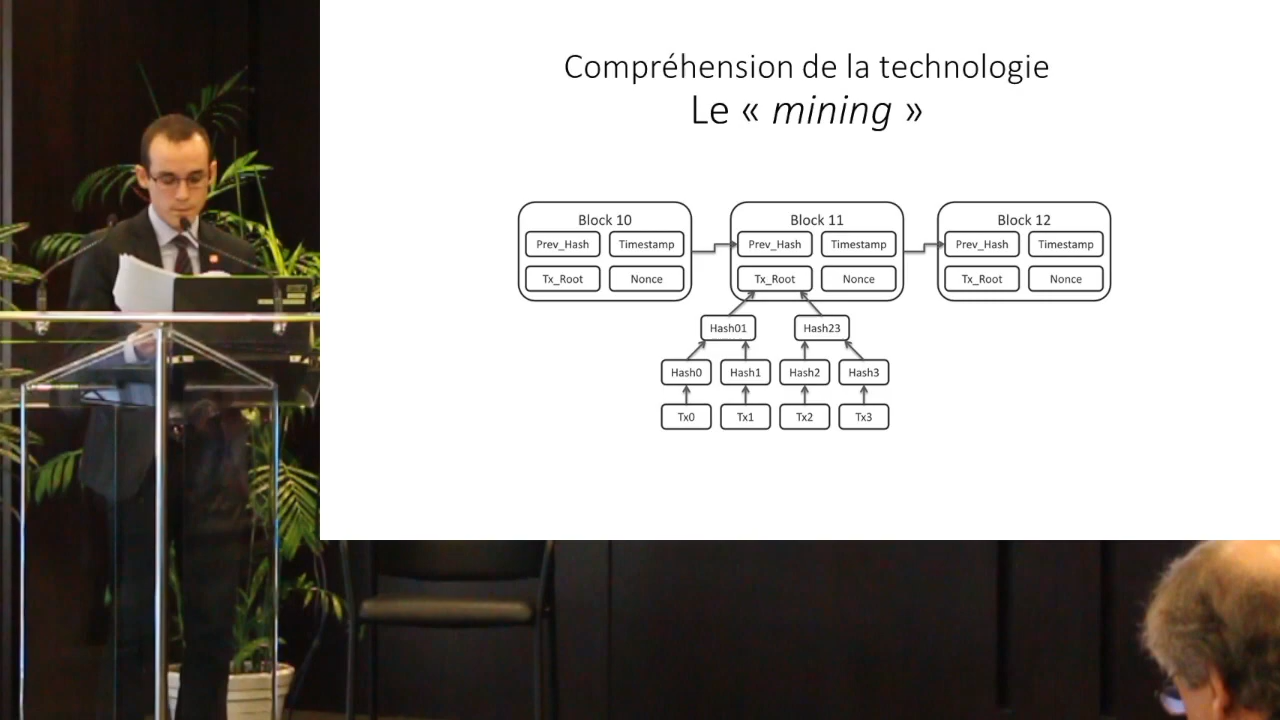 Compréhension de la technologie
Le « mining »
Block 10
Block 11
Block 12
Prev_Hash
Timestamp
Prev_Hash
Timestamp
Prev_Hash
Timestamp
Tx_Root
Nonce
Tx_Root
Nonce
Tx_Root
Nonce
Hash01
Hash23
Hash0
Hash1
Hash2
Hash3
Tx0
Tx1
Tx2
Tx3